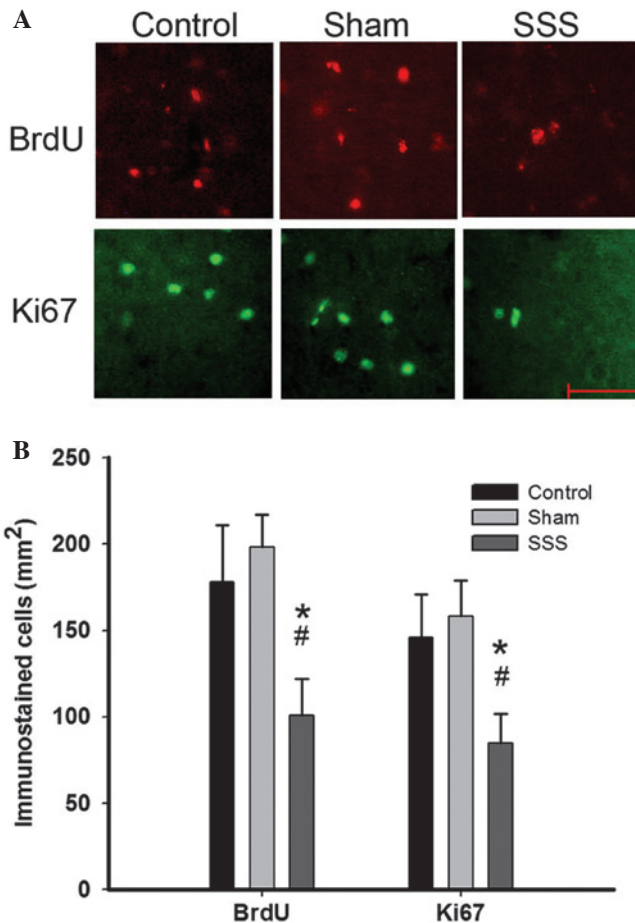 A
Control Sham SSS
BrdU
Ki67
B
250
200
150
100
50
0
Immunostained cells (mm²)
Control
Sham
SSS
*
#
*
#
BrdU Ki67